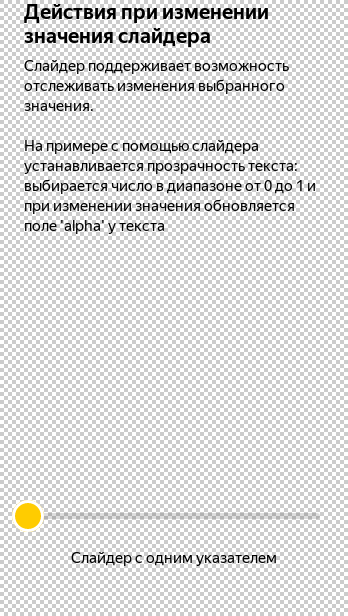 Действия при изменении
значения слайдера
Слайдер поддерживает возможность
отслеживать изменения выбранного
значения.
На примере с помощью слайдера
устанавливается прозрачность текста:
выбирается число в диапазоне от 0 до 1 и
при изменении значения обновляется
поле 'alpha' у текста
Слайдер с одним указателем